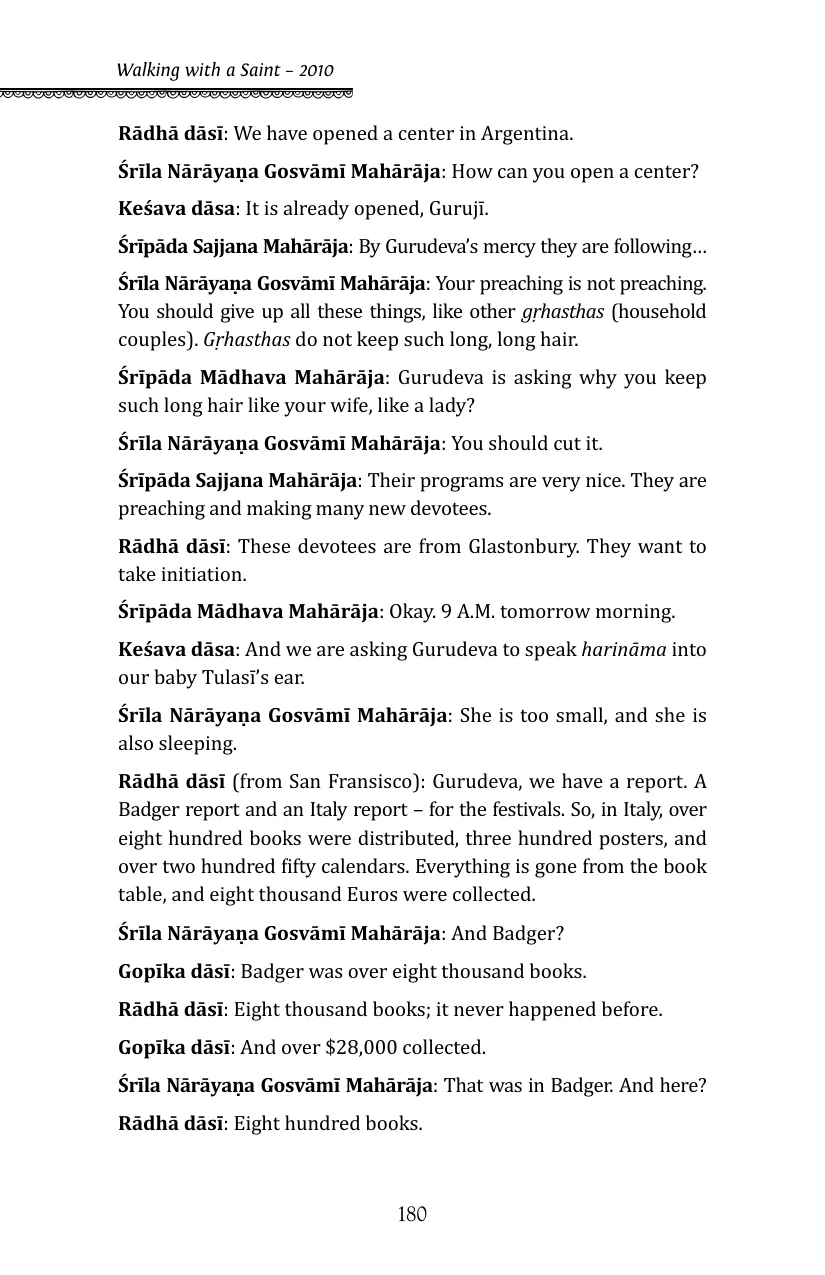 Walking with a Saint – 2010
Rādhā dāsī: We have opened a center in Argentina.
Śrīla Nārāyaṇa Gosvāmī Mahārāja: How can you open a center?
Keśava dāsa: It is already opened, Gurujī.
Śrīpāda Sajjana Mahārāja: By Gurudeva’s mercy they are following…
Śrīla Nārāyaṇa Gosvāmī Mahārāja: Your preaching is not preaching.
You should give up all these things, like other gṛhasthas (household
couples). Gṛhasthas do not keep such long, long hair.
Śrīpāda Mādhava Mahārāja: Gurudeva is asking why you keep
such long hair like your wife, like a lady?
Śrīla Nārāyaṇa Gosvāmī Mahārāja: You should cut it.
Śrīpāda Sajjana Mahārāja: Their programs are very nice. They are
preaching and making many new devotees.
Rādhā dāsī: These devotees are from Glastonbury. They want to
take initiation.
Śrīpāda Mādhava Mahārāja: Okay. 9 A.M. tomorrow morning.
Keśava dāsa: And we are asking Gurudeva to speak harināma into
our baby Tulasī’s ear.
Śrīla Nārāyaṇa Gosvāmī Mahārāja: She is too small, and she is
also sleeping.
Rādhā dāsī (from San Fransisco): Gurudeva, we have a report. A
Badger report and an Italy report – for the festivals. So, in Italy, over
eight hundred books were distributed, three hundred posters, and
over two hundred fifty calendars. Everything is gone from the book
table, and eight thousand Euros were collected.
Śrīla Nārāyaṇa Gosvāmī Mahārāja: And Badger?
Gopīka dāsī: Badger was over eight thousand books.
Rādhā dāsī: Eight thousand books; it never happened before.
Gopīka dāsī: And over $28,000 collected.
Śrīla Nārāyaṇa Gosvāmī Mahārāja: That was in Badger. And here?
Rādhā dāsī: Eight hundred books.
180